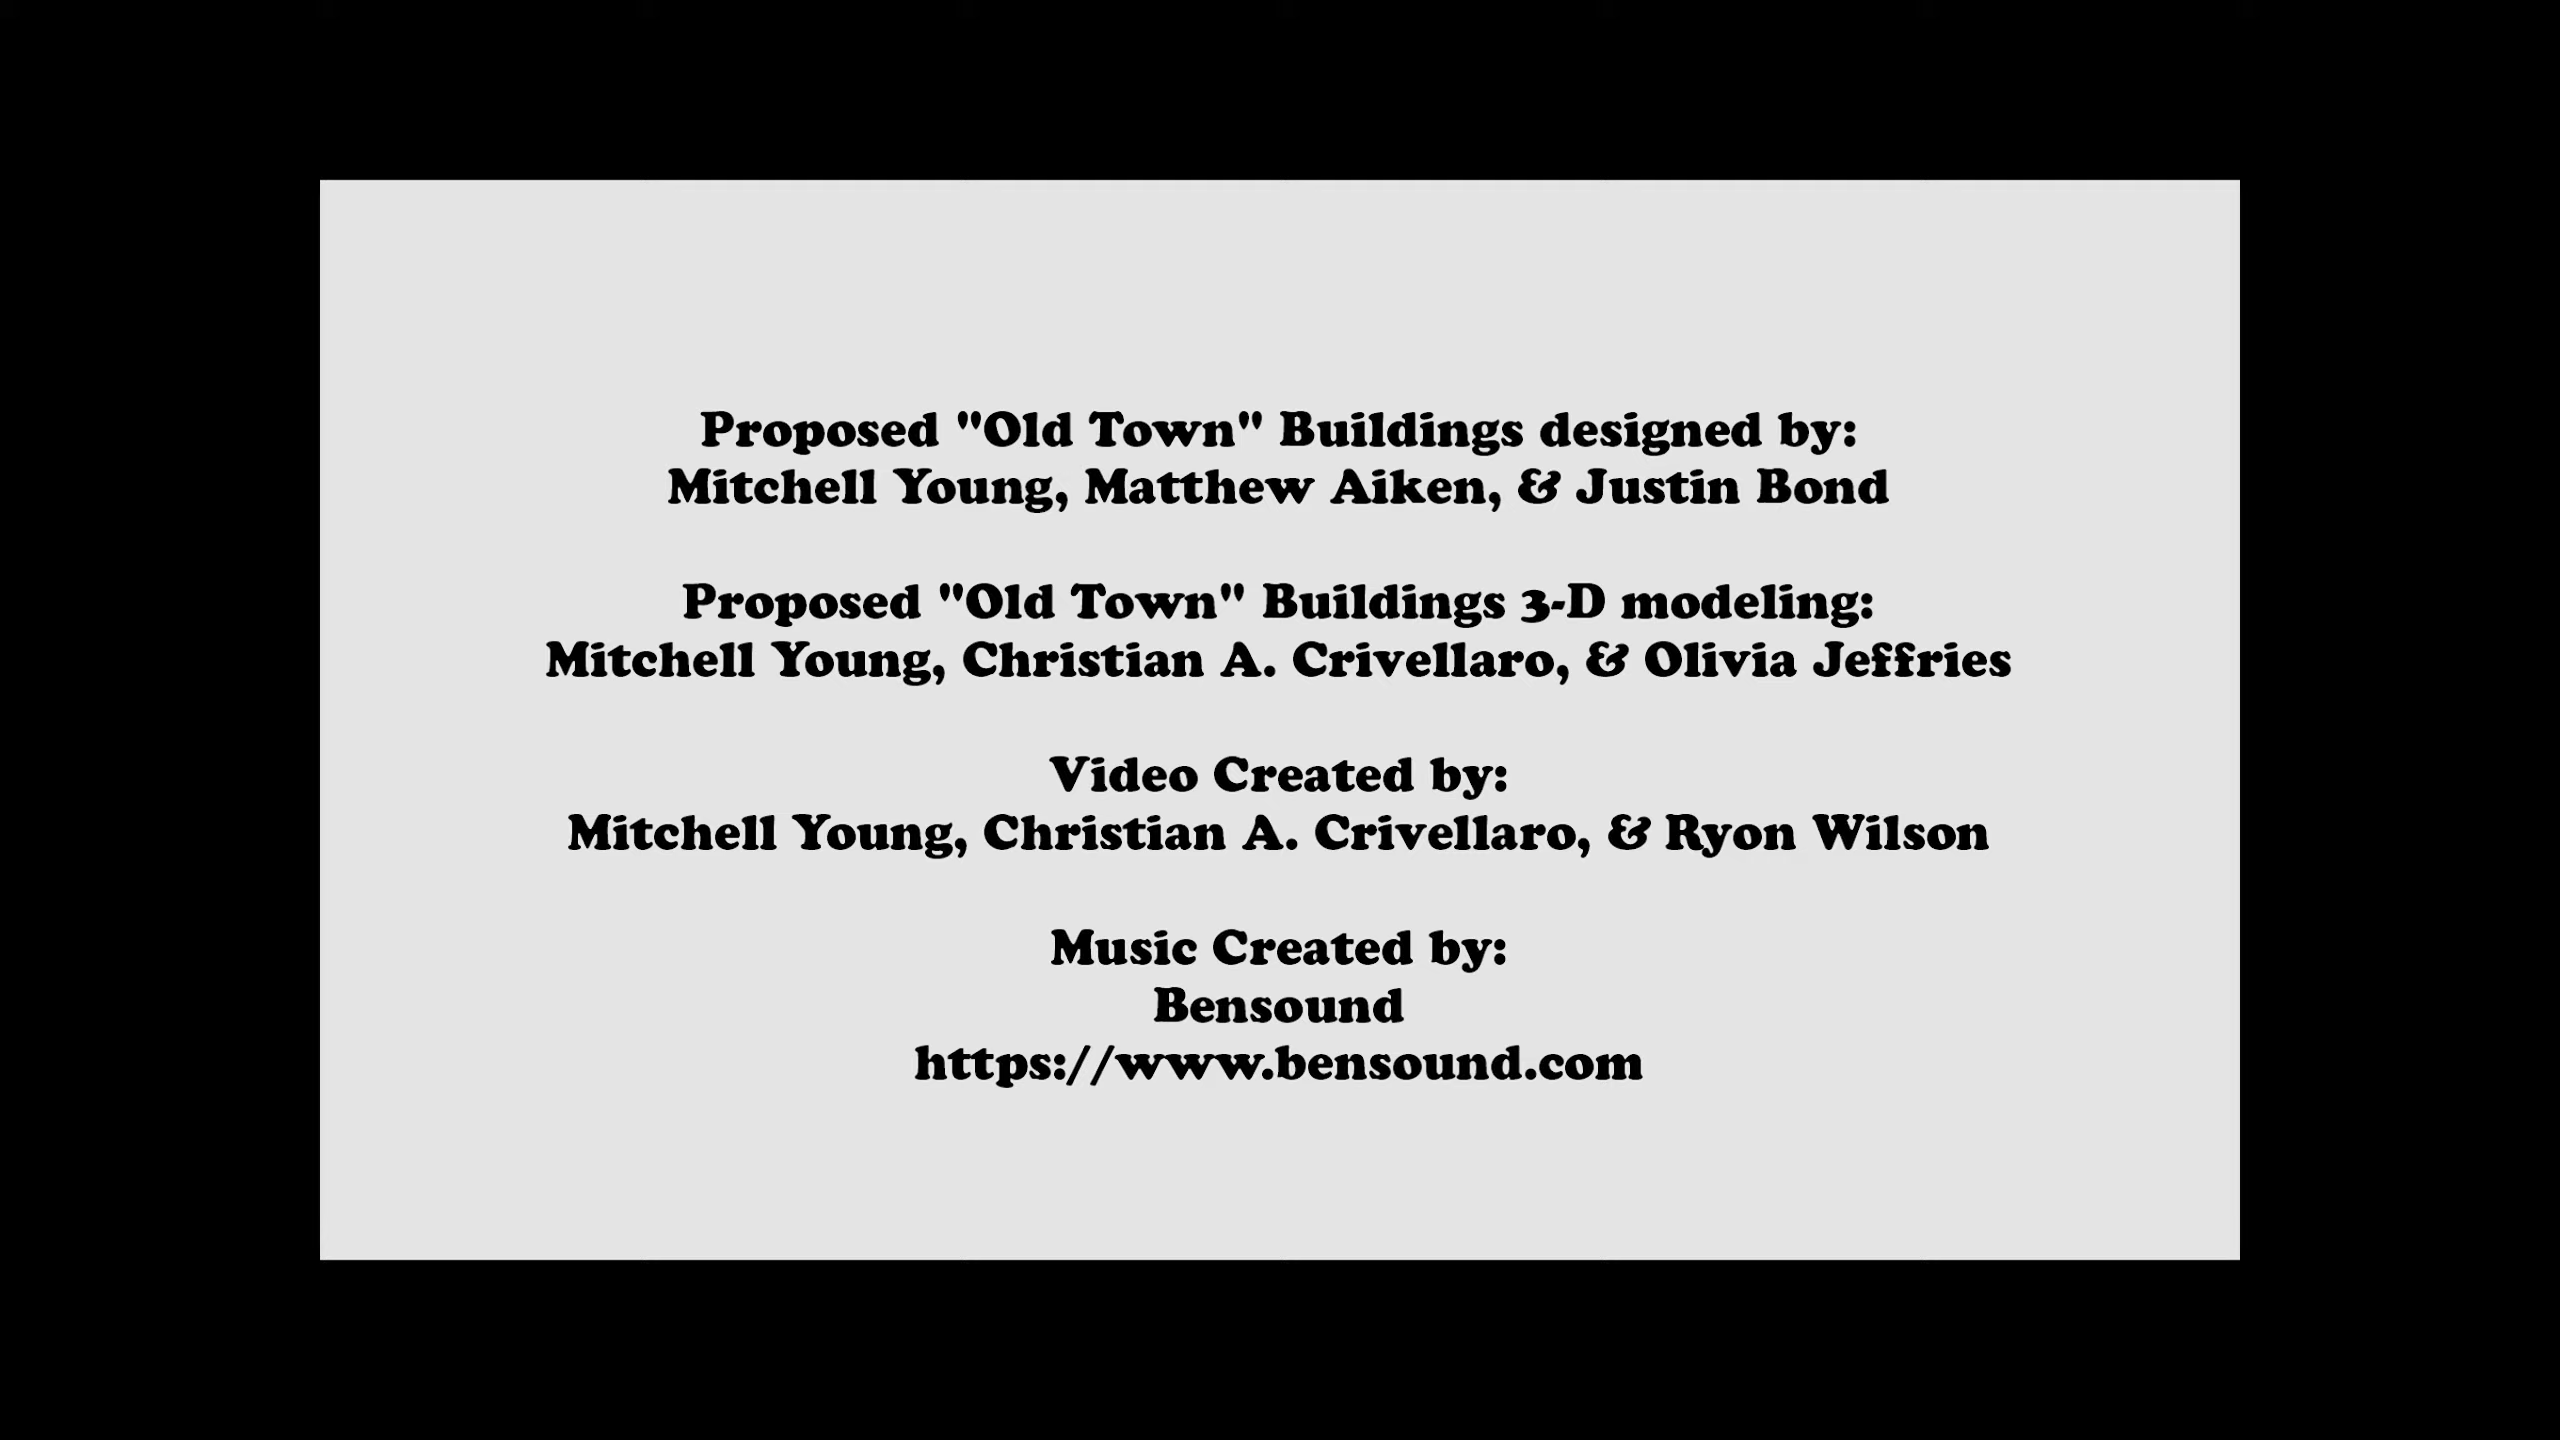 Proposed "Old Town" Buildings designed by:
Mitchell Young, Matthew Aiken, & Justin Bond
Proposed "Old Town" Buildings 3-D modeling:
Mitchell Young, Christian A. Crivellaro, & Olivia Jeffries
Video Created by:
Mitchell Young, Christian A. Crivellaro, & Ryon Wilson
Music Created by:
Bensound
https://www.bensound.com